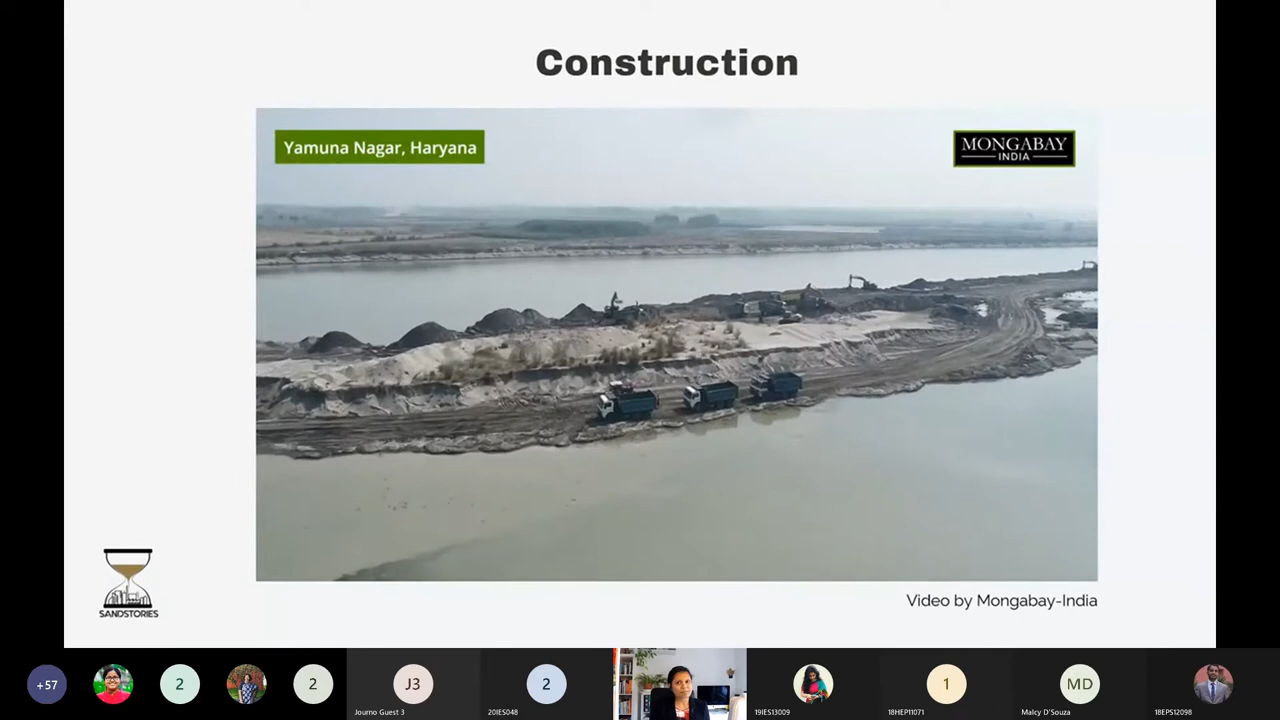 Construction
Yamuna Nagar, Haryana
MONGABAY
INDIA
SANDSTORIES
Video by Mongabay-India
+57
2
2
J3
Journo Guest 3
2
20IES048
19IES13009
1
18HEP11071
MD
Malcy D'Souza
18EPS12098